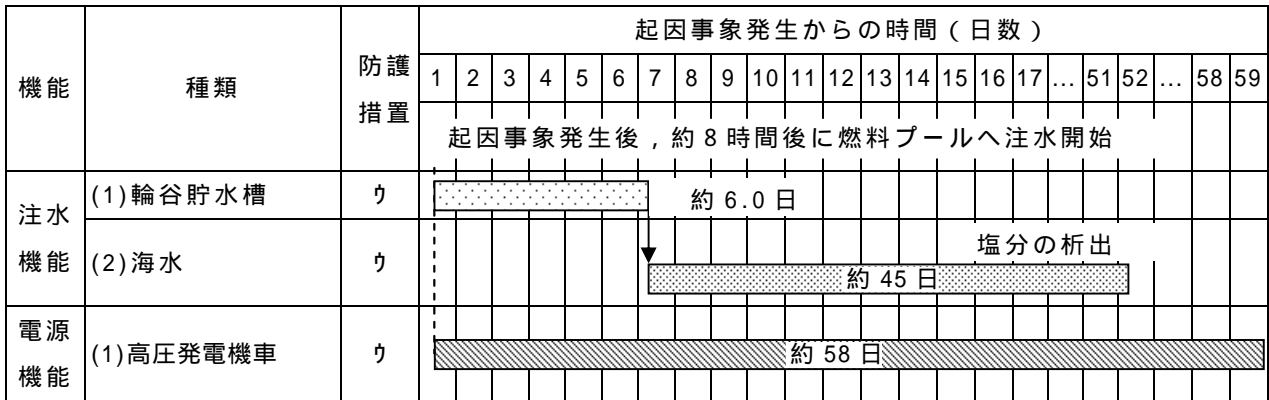 機能
種類
防護
措置
起因事象発生からの時間（日数）
1 2 3 4 5 6 7 8 9 10 11 12 13 14 15 16 17 ... 51 52 ... 58 59
起因事象発生後，約８時間後に燃料プールへ注水開始
注水
機能
(1)輪谷貯水槽
ｳ
約 6.0 日
(2)海水
ｳ
塩分の析出
約 45 日
電源
機能
(1)高圧発電機車
ｳ
約 58 日